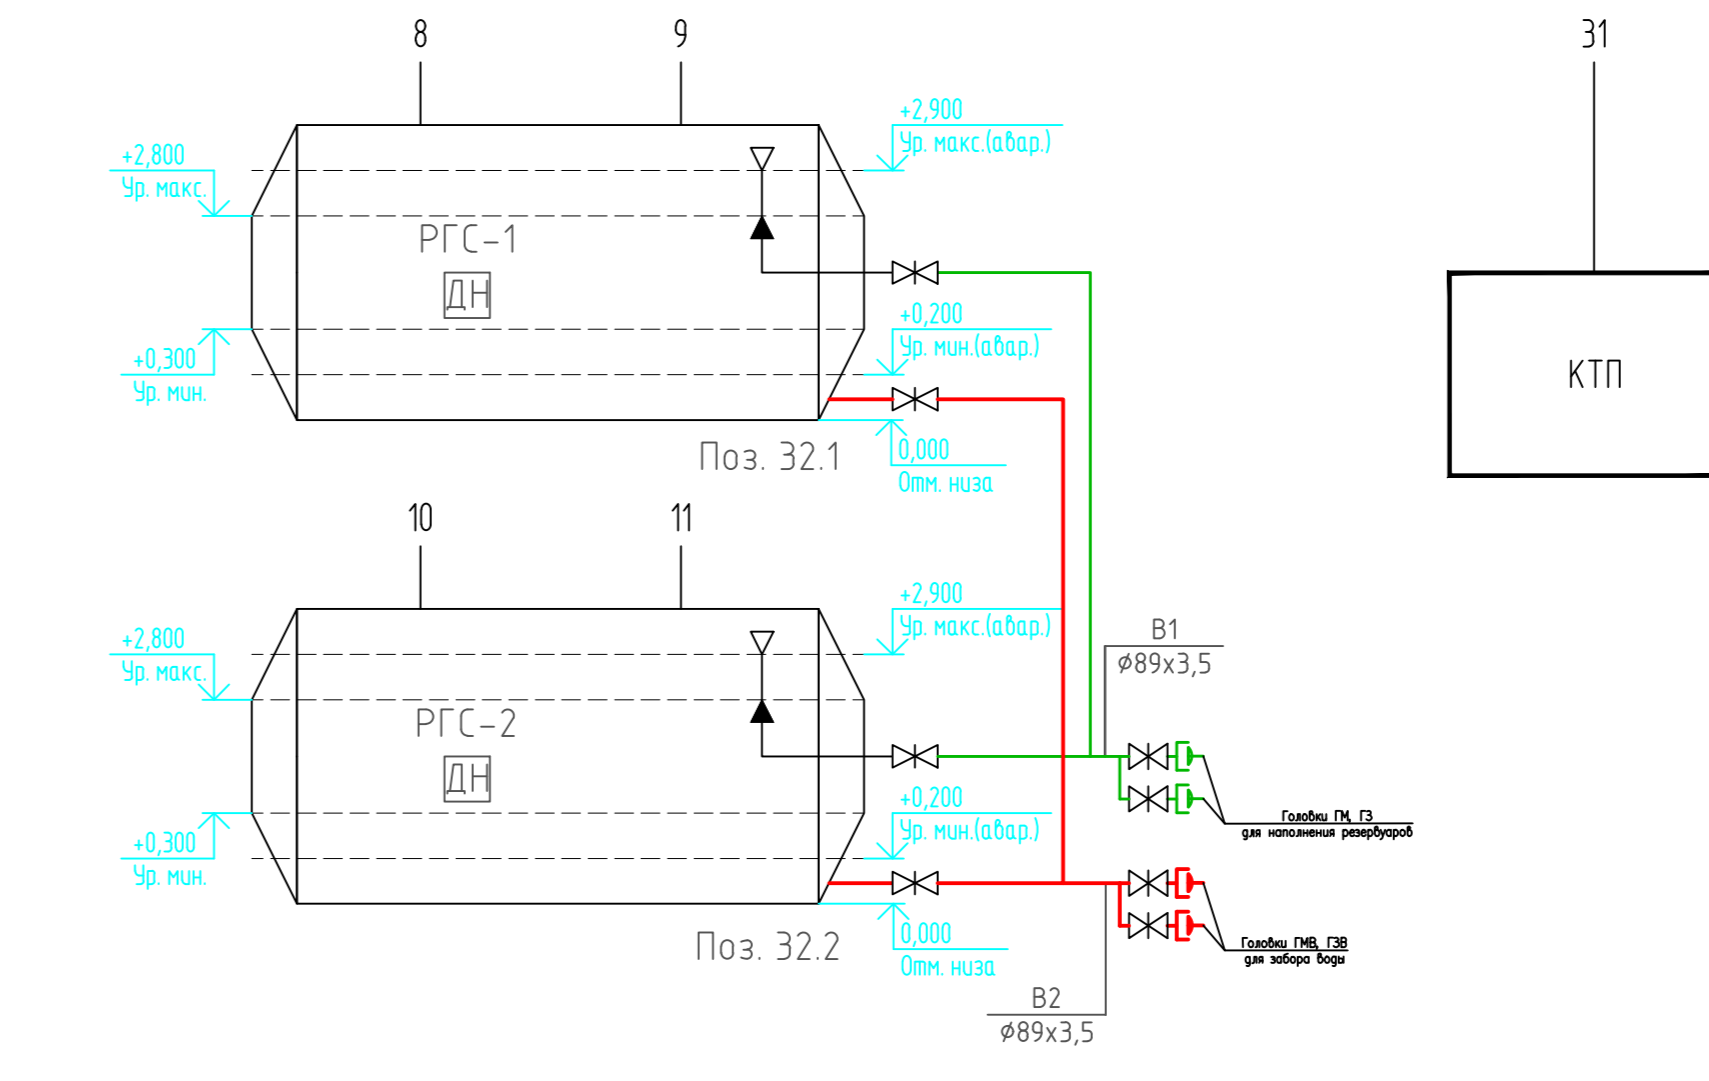 8
9
31
+2,900
Ур. макс.(авар.)
+2,800
Ур. макс.
РГС-1
ДН
+0,200
Ур. мин.(авар.)
+0,300
Ур. мин.
КТП
Поз. 32.1
0,000
Отм. низа
10
11
+2,900
Ур. макс.(авар.)
+2,800
Ур. макс.
В1
Ø89х3,5
РГС-2
ДН
+0,200
Ур. мин.(авар.)
+0,300
Ур. мин.
Головки ГМ, ГЗ
для наполнения резервуаров
Поз. 32.2
0,000
Отм. низа
Головки ГМВ, ГЗВ
для забора воды
В2
Ø89х3,5